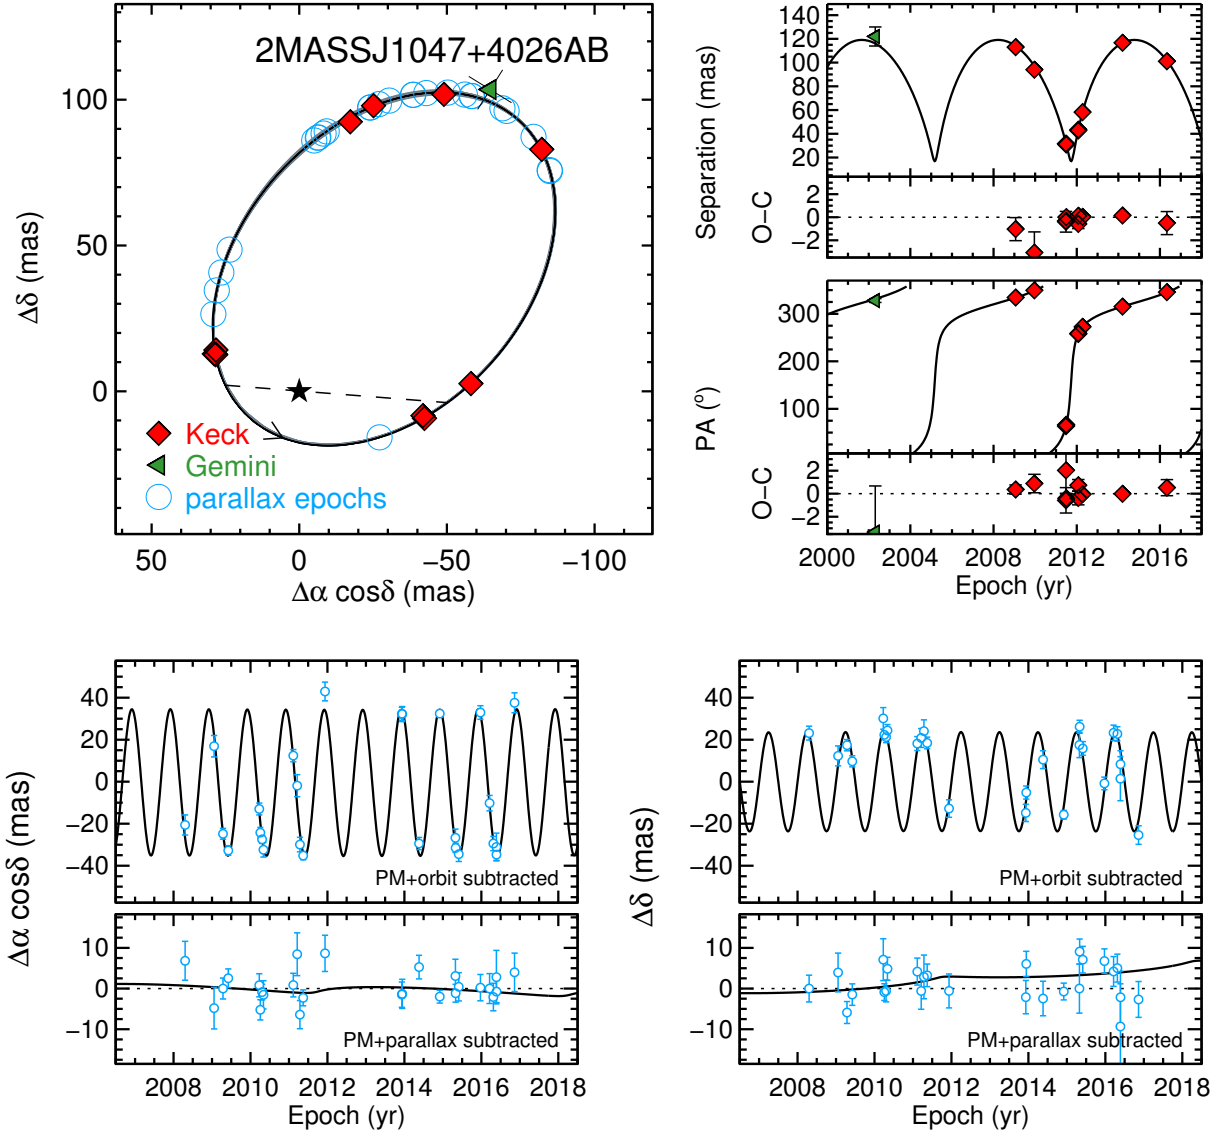 2MASSJ1047+4026AB
100
50
0
Δδ (mas)
Keck
Gemini
parallax epochs
50 0 −50 −100
Δα cosδ (mas)
140
120
100
80
60
40
20
Separation (mas)
2
0
−2
O−C
300
200
100
PA (°)
2
0
−2
O−C
2000 2004 2008 2012 2016
Epoch (yr)
40
20
0
−20
−40
PM+orbit subtracted
Δα cosδ (mas)
10
0
−10
PM+parallax subtracted
2008 2010 2012 2014 2016 2018
Epoch (yr)
40
20
0
−20
−40
PM+orbit subtracted
Δδ (mas)
10
0
−10
PM+parallax subtracted
2008 2010 2012 2014 2016 2018
Epoch (yr)